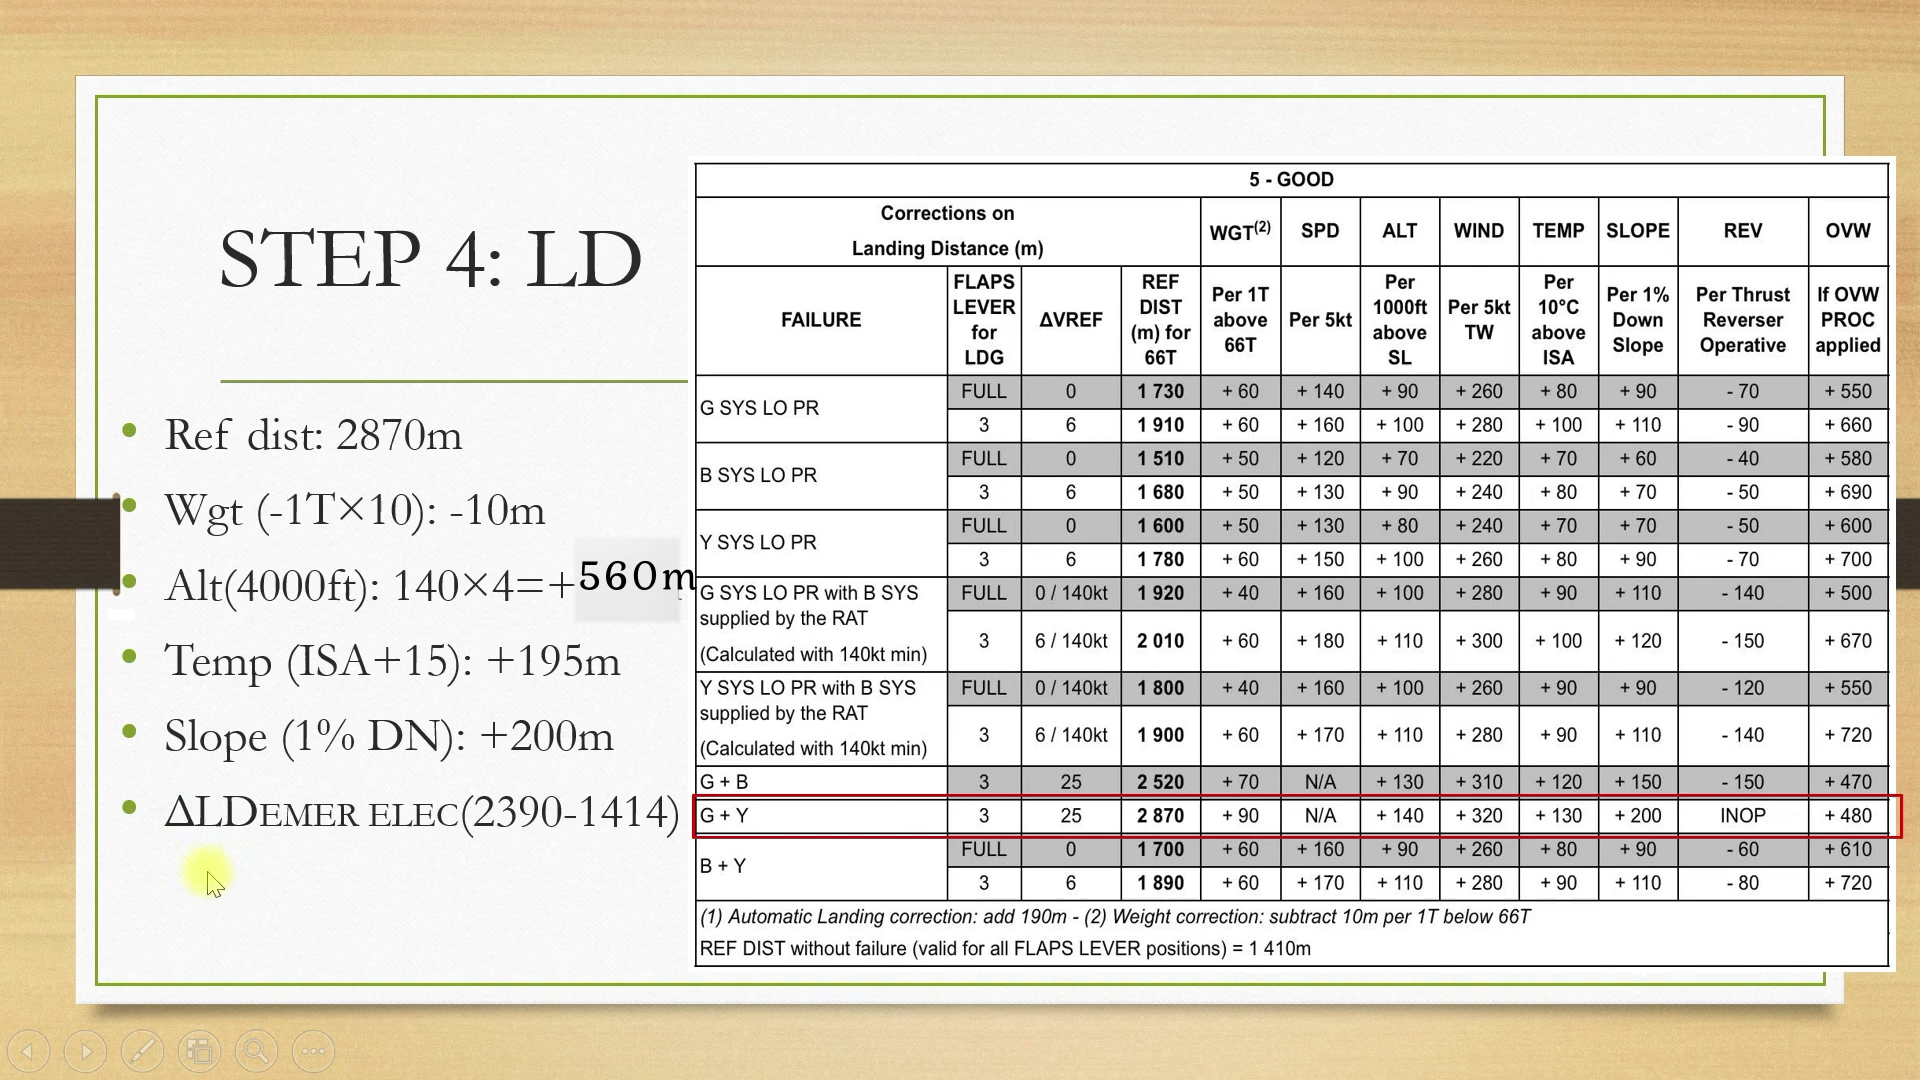 STEP 4: LD
Ref dist: 2870m
Wgt (-1T×10): -10m
Alt(4000ft): 140×4=+560m
Temp (ISA+15): +195m
Slope (1% DN): +200m
ΔLDEMER ELEC(2390-1414)
5 - GOOD
Corrections on
Landing Distance (m)
WGT(2) SPD ALT WIND TEMP SLOPE REV OVW
FAILURE
FLAPS LEVER for LDG
ΔVREF
REF DIST (m) for 66T
Per 1T above 66T
Per 5kt
Per 1000ft above SL
Per 5kt TW
Per 10°C above ISA
Per 1% Down Slope
Per Thrust Reverser Operative
If OVW PROC applied
G SYS LO PR
FULL 0 1 730 + 60 + 140 + 90 + 260 + 80 + 90 - 70 + 550
3 6 1 910 + 60 + 160 + 100 + 280 + 100 + 110 - 90 + 660
B SYS LO PR
FULL 0 1 510 + 50 + 120 + 70 + 220 + 70 + 60 - 40 + 580
3 6 1 680 + 50 + 130 + 90 + 240 + 80 + 70 - 50 + 690
Y SYS LO PR
FULL 0 1 600 + 50 + 130 + 80 + 240 + 70 + 70 - 50 + 600
3 6 1 780 + 60 + 150 + 100 + 260 + 80 + 90 - 70 + 700
G SYS LO PR with B SYS
supplied by the RAT
(Calculated with 140kt min)
FULL 0 / 140kt 1 920 + 40 + 160 + 100 + 280 + 90 + 110 - 140 + 500
3 6 / 140kt 2 010 + 60 + 180 + 110 + 300 + 100 + 120 - 150 + 670
Y SYS LO PR with B SYS
supplied by the RAT
(Calculated with 140kt min)
FULL 0 / 140kt 1 800 + 40 + 160 + 100 + 260 + 90 + 90 - 120 + 550
3 6 / 140kt 1 900 + 60 + 170 + 110 + 280 + 90 + 110 - 140 + 720
G + B 3 25 2 520 + 70 N/A + 130 + 310 + 120 + 150 - 150 + 470
G + Y 3 25 2 870 + 90 N/A + 140 + 320 + 130 + 200 INOP + 480
B + Y
FULL 0 1 700 + 60 + 160 + 90 + 260 + 80 + 90 - 60 + 610
3 6 1 890 + 60 + 170 + 110 + 280 + 90 + 110 - 80 + 720
(1) Automatic Landing correction: add 190m - (2) Weight correction: subtract 10m per 1T below 66T
REF DIST without failure (valid for all FLAPS LEVER positions) = 1 410m